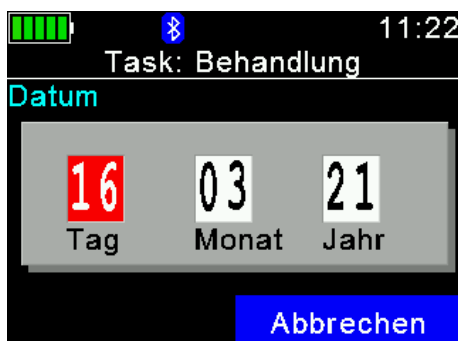 11:22
Task: Behandlung
Datum
16 03 21
Tag Monat Jahr
Abbrechen